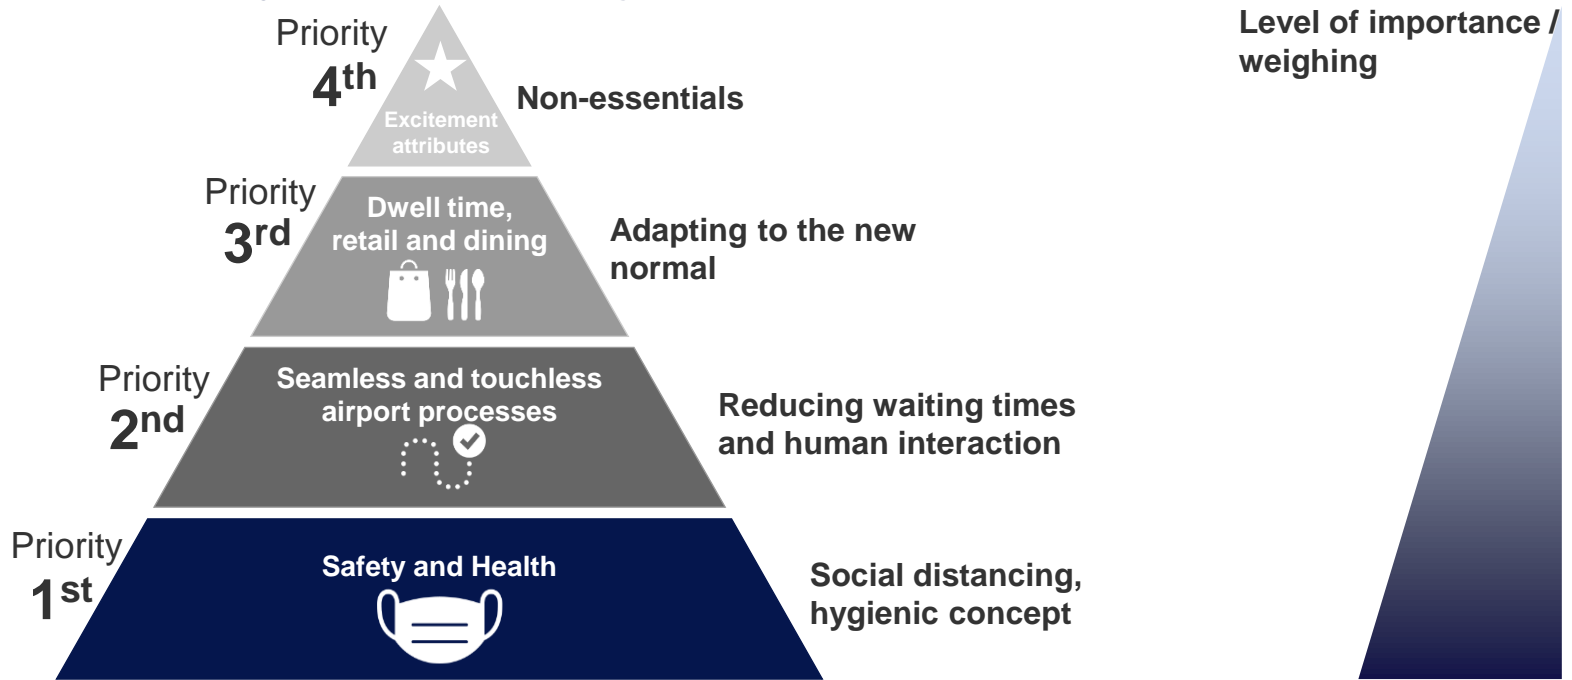 Priority
4th
Excitement
attributes
Non-essentials
Level of importance /
weighing
Priority
3rd
Dwell time,
retail and dining
Adapting to the new
normal
Priority
2nd
Seamless and touchless
airport processes
Reducing waiting times
and human interaction
Priority
1st
Safety and Health
Social distancing,
hygienic concept